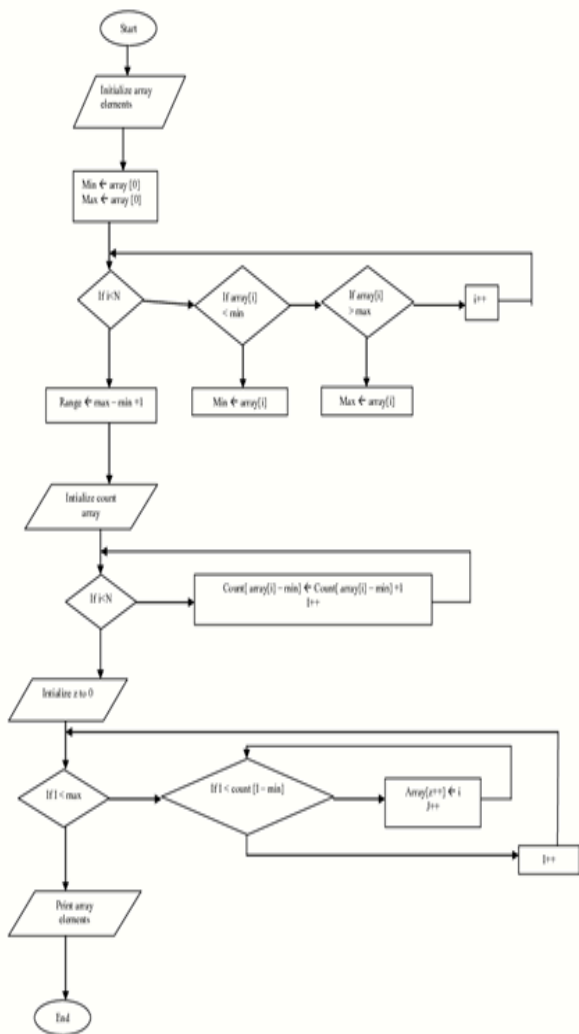 Start
Initialize array
elements
Min ← array [0]
Max ← array [0]
If i<N
If array[i]
< min
If array[i]
> max
i++
Range ← max – min +1
Min ← array[i]
Max ← array[i]
Intialize count
array
If i<N
Count[ array[i] – min] ← Count[ array[i] – min] +1
I++
Intialize z to 0
If I < max
If I < count [I – min]
Array[z++] ← i
J++
I++
Print array
elements
End